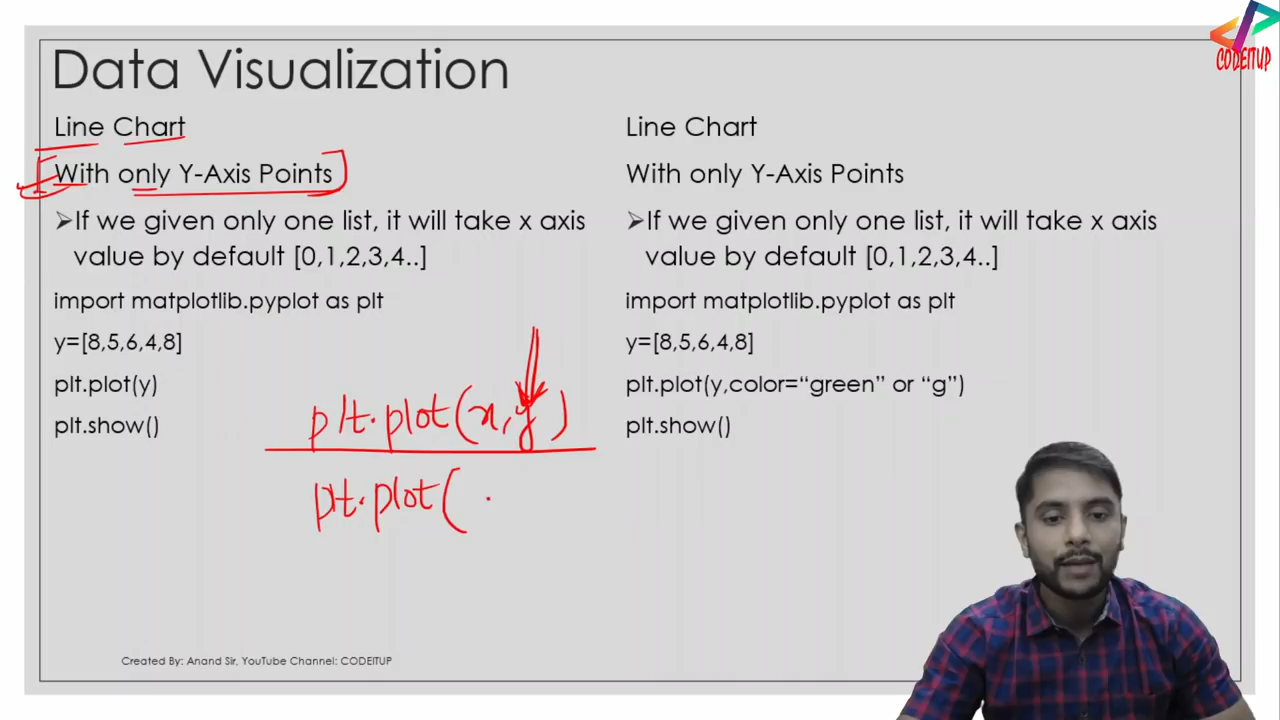 CODEITUP
Data Visualization
Line Chart
With only Y-Axis Points
➢If we given only one list, it will take x axis
value by default [0,1,2,3,4..]
import matplotlib.pyplot as plt
y=[8,5,6,4,8]
plt.plot(y)
plt.show()
plt.plot(x,y)
plt.plot(
Line Chart
With only Y-Axis Points
➢If we given only one list, it will take x axis
value by default [0,1,2,3,4..]
import matplotlib.pyplot as plt
y=[8,5,6,4,8]
plt.plot(y,color=“green” or “g”)
plt.show()
Created By: Anand Sir, YouTube Channel: CODEITUP